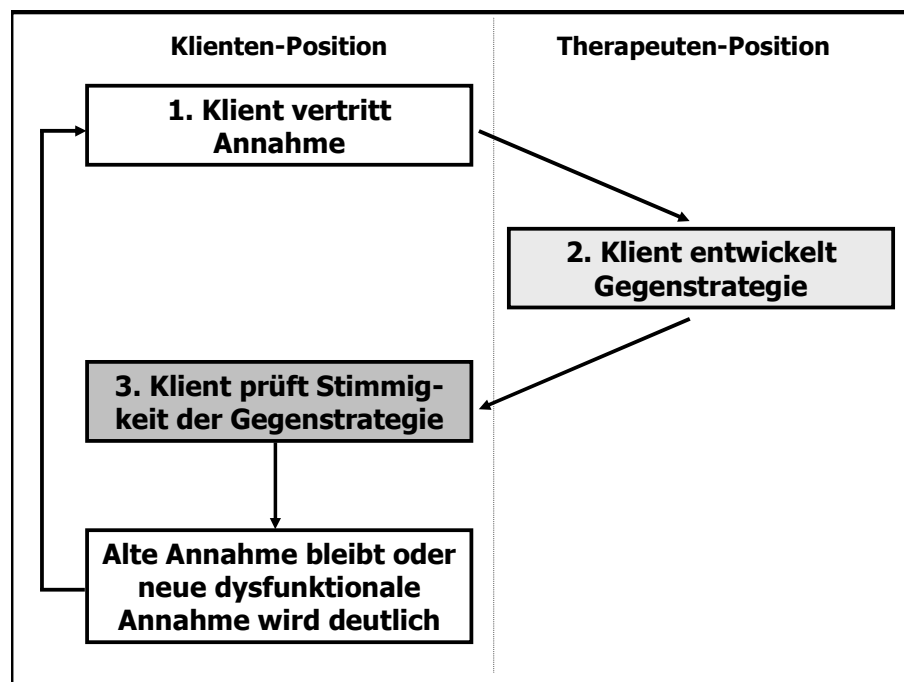 Klienten-Position
Therapeuten-Position
1. Klient vertritt
Annahme
2. Klient entwickelt
Gegenstrategie
3. Klient prüft Stimmig-
keit der Gegenstrategie
Alte Annahme bleibt oder
neue dysfunktionale
Annahme wird deutlich